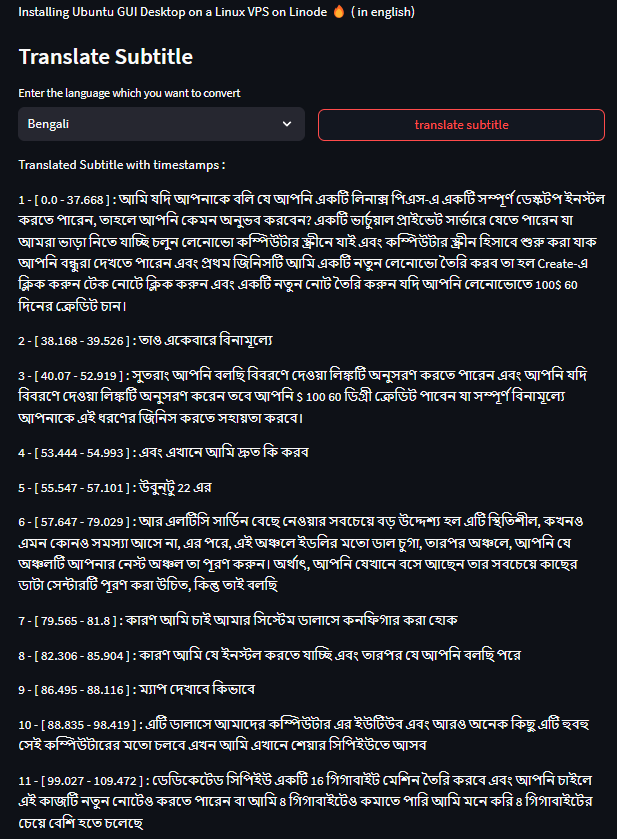 Installing Ubuntu GUI Desktop on a Linux VPS on Linode 🔥 ( in english)
Translate Subtitle
Enter the language which you want to convert
Bengali
translate subtitle
Translated Subtitle with timestamps :
1 - [ 0.0 - 37.668 ] : আমি যদি আপনাকে বলি যে আপনি একটি লিনাক্স পিএস-এ একটি সম্পূর্ণ ডেস্কটপ ইনস্টল
করতে পারেন, তাহলে আপনি কেমন অনুভব করবেন? একটি ভার্চুয়াল প্রাইভেট সার্ভারে যেতে পারেন যা
আমরা ভাড়া নিতে যাচ্ছি চলুন লেনোভো কম্পিউটার স্ক্রীনে যাই এবং কম্পিউটার স্ক্রীন হিসাবে শুরু করা যাক
আপনি বন্ধুরা দেখতে পারেন এবং প্রথম জিনিসটি আমি একটি নতুন লেনোভো তৈরি করব তা হল Create-এ
ক্লিক করুন টেক নোটে ক্লিক করুন এবং একটি নতুন নোট তৈরি করুন যদি আপনি লেনোভোতে 100$ 60
দিনের ক্রেডিট চান।
2 - [ 38.168 - 39.526 ] : তাও একেবারে বিনামূল্যে
3 - [ 40.07 - 52.919 ] : সুতরাং আপনি বলছি বিবরণে দেওয়া লিঙ্কটি অনুসরণ করতে পারেন এবং আপনি যদি
বিবরণে দেওয়া লিঙ্কটি অনুসরণ করেন তবে আপনি $ 100 60 ডিগ্রী ক্রেডিট পাবেন যা সম্পূর্ণ বিনামূল্যে
আপনাকে এই ধরণের জিনিস করতে সহায়তা করবে।
4 - [ 53.444 - 54.993 ] : এবং এখানে আমি দ্রুত কি করব
5 - [ 55.547 - 57.101 ] : উবুন্টু 22 এর
6 - [ 57.647 - 79.029 ] : আর এলটিসি সার্ডিন বেছে নেওয়ার সবচেয়ে বড় উদ্দেশ্য হল এটি স্থিতিশীল, কখনও
এমন কোনও সমস্যা আসে না, এর পরে, এই অঞ্চলে ইডলির মতো ডাল চুগা, তারপর অঞ্চলে, আপনি যে
অঞ্চলটি আপনার নেস্ট অঞ্চল তা পূরণ করুন। অর্থাৎ, আপনি যেখানে বসে আছেন তার সবচেয়ে কাছের
ডাটা সেন্টারটি পূরণ করা উচিত, কিন্তু তাই বলছি
7 - [ 79.565 - 81.8 ] : কারণ আমি চাই আমার সিস্টেম ডালাসে কনফিগার করা হোক
8 - [ 82.306 - 85.904 ] : কারণ আমি যে ইনস্টল করতে যাচ্ছি এবং তারপর যে আপনি বলছি পরে
9 - [ 86.495 - 88.116 ] : ম্যাপ দেখাবে কিভাবে
10 - [ 88.835 - 98.419 ] : এটি ডালাসে আমাদের কম্পিউটার এর ইউটিউব এবং আরও অনেক কিছু এটি হুবহু
সেই কম্পিউটারের মতো চলবে এখন আমি এখানে শেয়ার সিপিইউতে আসব
11 - [ 99.027 - 109.472 ] : ডেডিকেটেড সিপিইউ একটি 16 গিগাবাইট মেশিন তৈরি করবে এবং আপনি চাইলে
এই কাজটি নতুন নোটেও করতে পারেন বা আমি 8 গিগাবাইটেও কমাতে পারি আমি মনে করি 8 গিগাবাইটের
চেয়ে বেশি হতে চলেছে